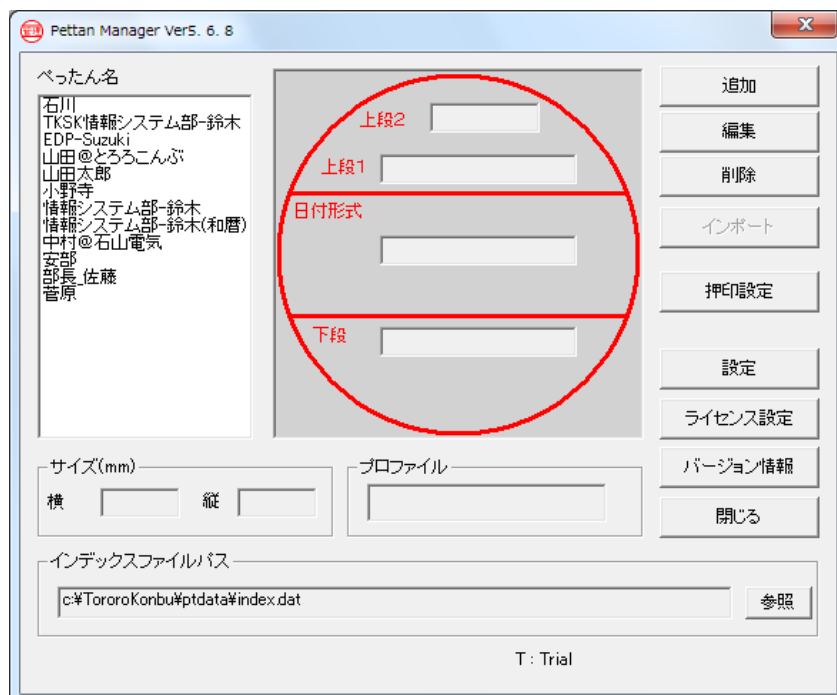 管理
Pettan Manager Ver5. 6. 8
ぺったん名
石川
TKSK情報システム部-鈴木
EDP-Suzuki
山田@とろろこんぶ
山田太郎
小野寺
情報システム部-鈴木
情報システム部-鈴木(和暦)
中村@石山電気
安部
部長_佐藤
菅原
上段2
上段1
日付形式
下段
追加
編集
削除
インポート
押印設定
設定
ライセンス設定
バージョン情報
閉じる
サイズ(mm)
横
縦
プロファイル
インデックスファイルパス
c:¥TororoKonbu¥ptdata¥index.dat
参照
T : Trial